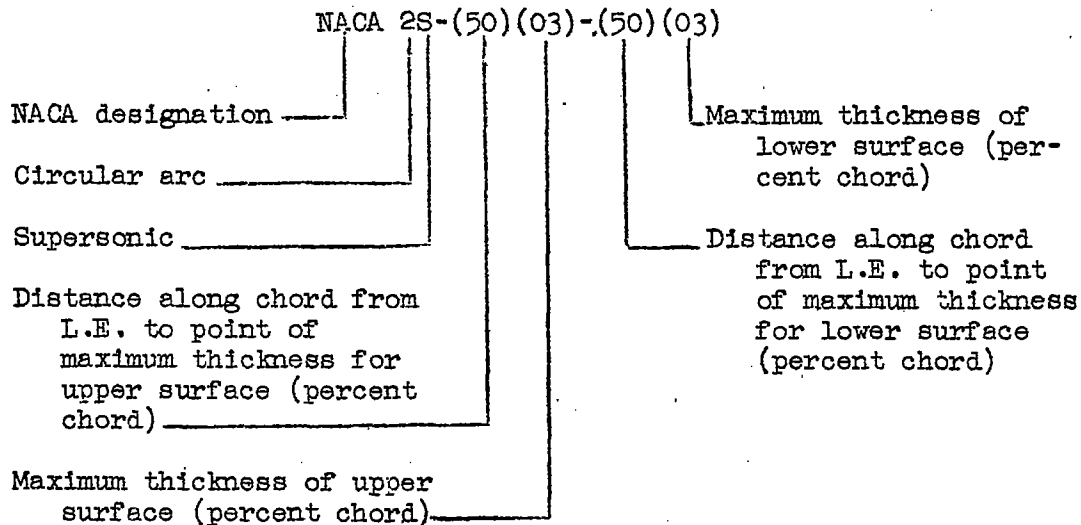 NACA 2S-(50)(03)-(50)(03)
NACA designation
Circular arc
Supersonic
Distance along chord from
L.E. to point of
maximum thickness for
upper surface (percent
chord)
Maximum thickness of upper
surface (percent chord)
Maximum thickness of
lower surface (per-
cent chord)
Distance along chord
from L.E. to point
of maximum thickness
for lower surface
(percent chord)